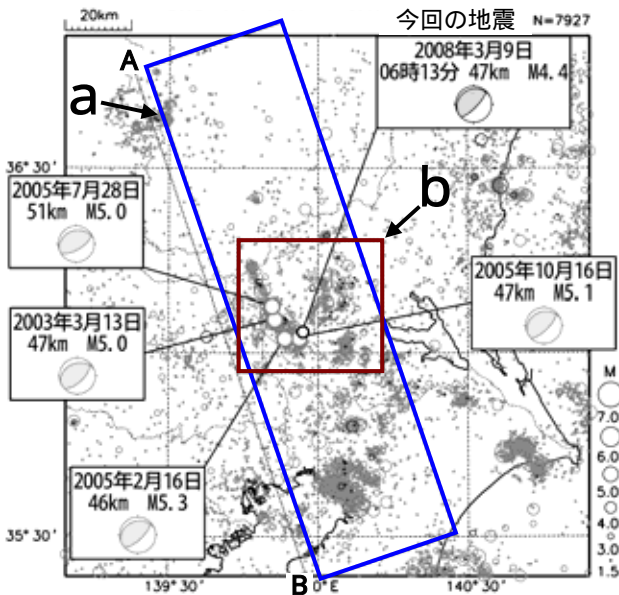 20km
今回の地震 N=7927
A
2008年3月9日
06時13分 47km M4.4
a
36°30′
2005年7月28日
51km M5.0
b
2005年10月16日
47km M5.1
2003年3月13日
47km M5.0
M
7.0
6.0
5.0
4.0
3.0
1.5
2005年2月16日
46km M5.3
35°30′
139°30′
B
0′E
140°30′